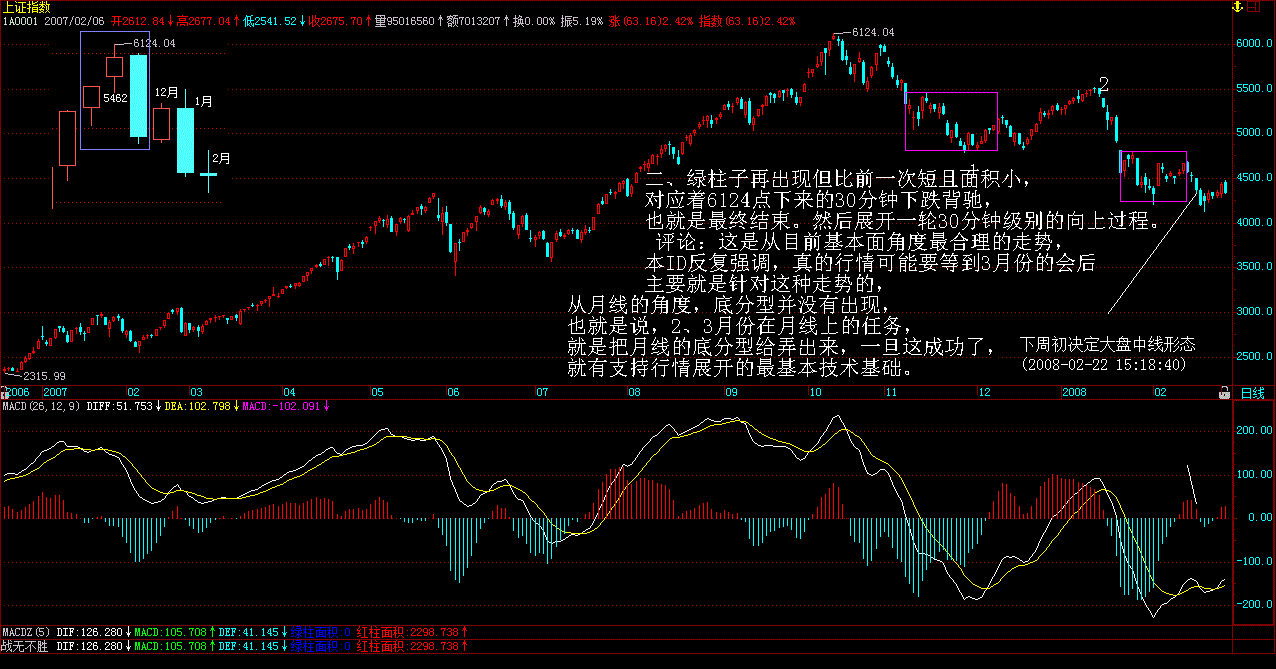 上证指数
1A0001 2007/02/06 开2612.54↓高2677.04↑低2541.52↓收2675.70↑量95016560↑额7013207↑换0.00% 振5.19% 涨(63.18)2.42% 指数(63.18)2.42%
6124.04
5462
12月
1月
2月
6124.04
6000.0
5500.0
5000.0
4500.0
4000.0
3500.0
3000.0
2500.0
2
1
二、绿柱子再出现但比前一次短且面积小,
对应着6124点下来的30分钟下跌背驰,
也就是最终结束。然后展开一轮30分钟级别的向上过程。
评论:这是从目前基本面角度最合理的走势,
本ID反复强调,真的行情可能要等到3月份的会后
主要就是针对这种走势的,
从月线的角度,底分型并没有出现,
也就是说,2、3月份在月线上的任务,
就是把月线的底分型给弄出来,一旦这成功了,
就有支持行情展开的最基本技术基础。
下周初决定大盘中线形态
(2008-02-22 15:18:40)
2315.99
2006 2007 02 03 04 05 06 07 08 09 10 11 12 2008 02 日线
MACD(26,12,9) DIFF:51.753↓DEA:102.798↓MACD:-102.091↓
200.00
100.00
0.00
-100.0
-200.0
MACDZ(5) DIF:126.280↓MACD:105.708↑DEF:41.145↓绿柱面积 0 红柱面积:2298.738↑
战无不胜 DIF:126.280↓MACD:105.708↑DEF:41.145↓绿柱面积 0 红柱面积:2298.738↑